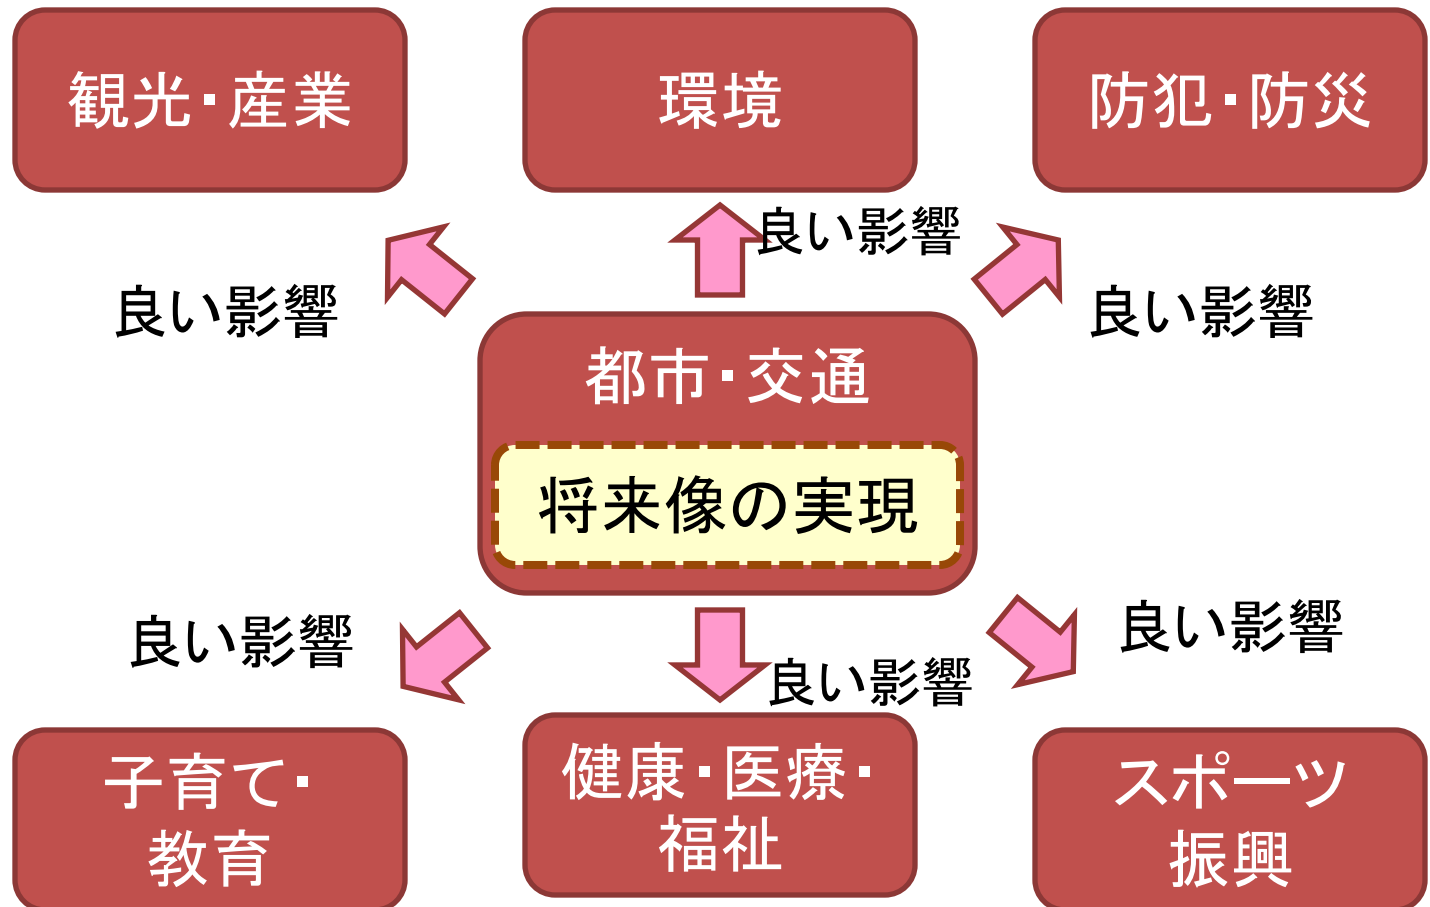 観光・産業
環境
防犯・防災
良い影響
良い影響
良い影響
都市・交通
将来像の実現
良い影響
良い影響
良い影響
子育て・
教育
健康・医療・
福祉
スポーツ
振興